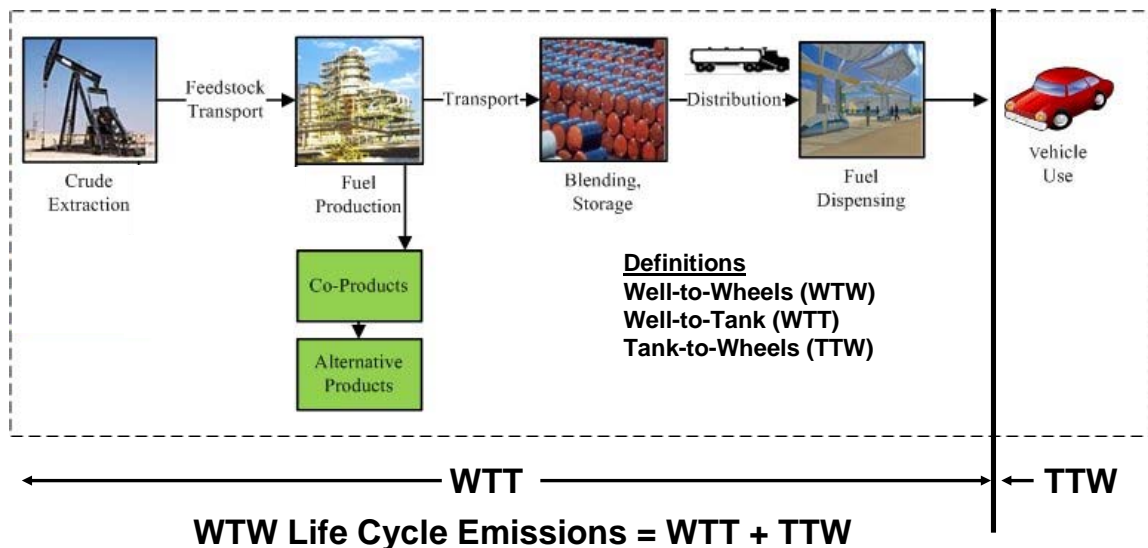 Feedstock
Transport
Transport
Distribution
Crude
Extraction
Fuel
Production
Blending,
Storage
Fuel
Dispensing
Vehicle
Use
Co-Products
Alternative
Products
Definitions
Well-to-Wheels (WTW)
Well-to-Tank (WTT)
Tank-to-Wheels (TTW)
WTT
TTW
WTW Life Cycle Emissions = WTT + TTW